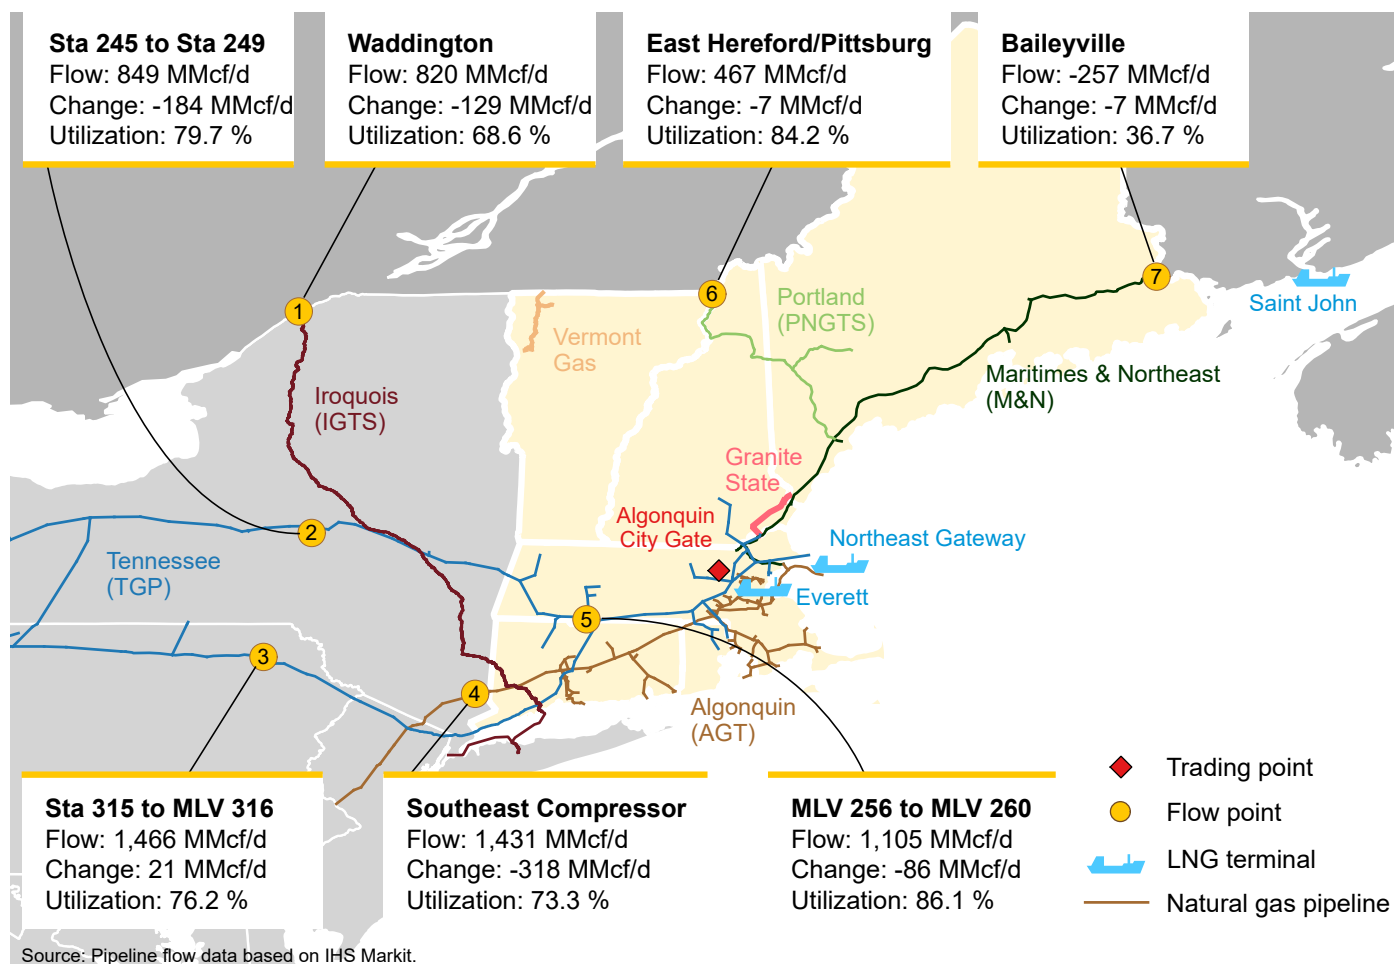 Sta 245 to Sta 249
Flow: 849 MMcf/d
Change: -184 MMcf/d
Utilization: 79.7 %
Waddington
Flow: 820 MMcf/d
Change: -129 MMcf/d
Utilization: 68.6 %
East Hereford/Pittsburg
Flow: 467 MMcf/d
Change: -7 MMcf/d
Utilization: 84.2 %
Baileyville
Flow: -257 MMcf/d
Change: -7 MMcf/d
Utilization: 36.7 %
1
6
7
Saint John
Portland
(PNGTS)
Vermont
Gas
Maritimes & Northeast
(M&N)
Iroquois
(IGTS)
Granite
State
Algonquin
City Gate
2
Northeast Gateway
Tennessee
(TGP)
Everett
5
3
4
Algonquin
(AGT)
Sta 315 to MLV 316
Flow: 1,466 MMcf/d
Change: 21 MMcf/d
Utilization: 76.2 %
Southeast Compressor
Flow: 1,431 MMcf/d
Change: -318 MMcf/d
Utilization: 73.3 %
MLV 256 to MLV 260
Flow: 1,105 MMcf/d
Change: -86 MMcf/d
Utilization: 86.1 %
Trading point
Flow point
LNG terminal
Natural gas pipeline
Source: Pipeline flow data based on IHS Markit.